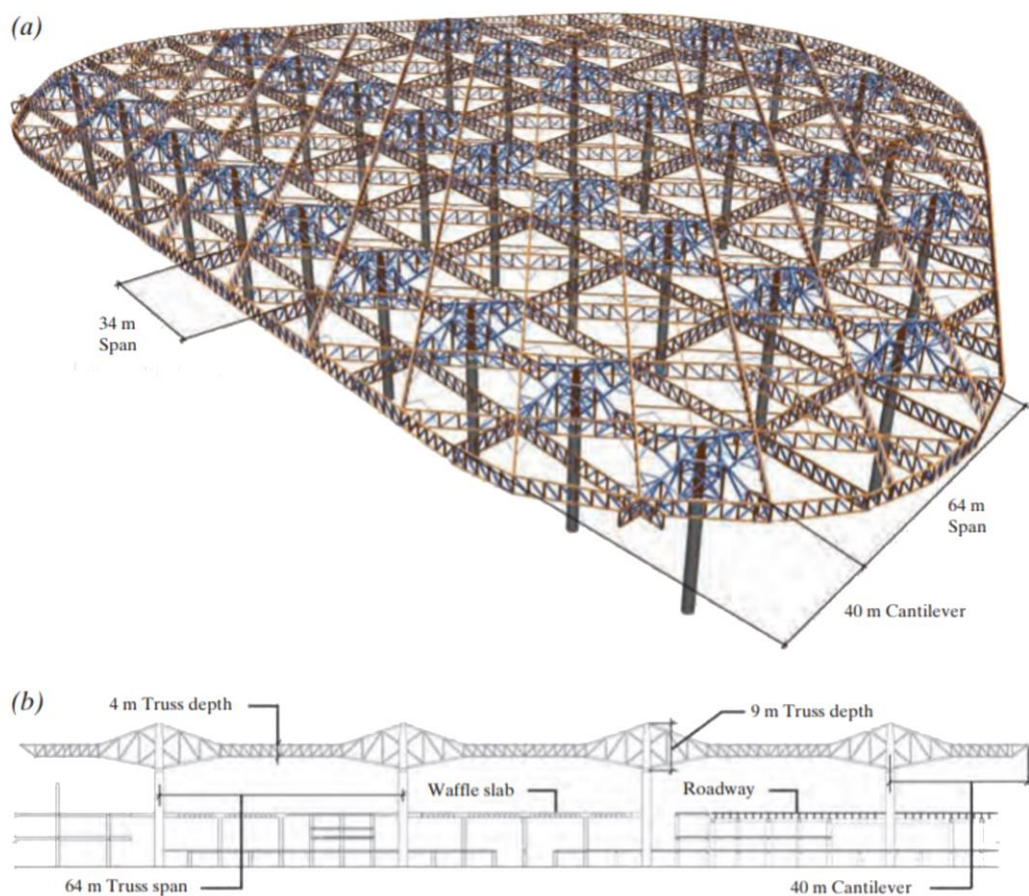 (a)
34 m
Span
64 m
Span
40 m Cantilever
(b)
4 m Truss depth
9 m Truss depth
Waffle slab
Roadway
64 m Truss span
40 m Cantilever